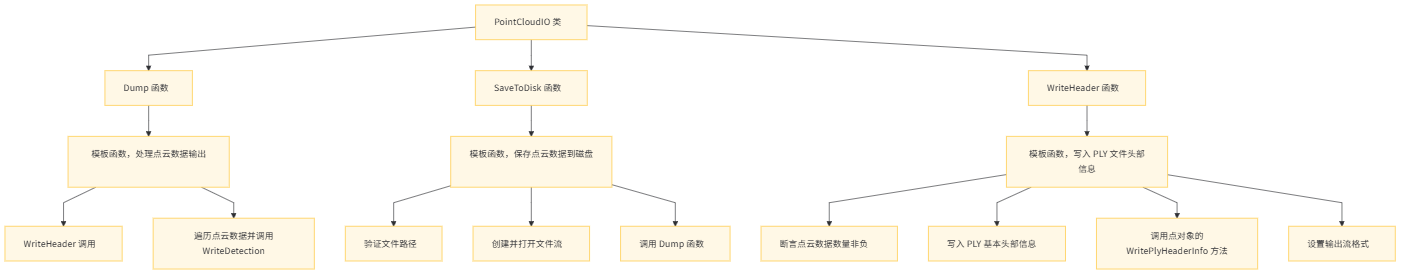 PointCloudIO 类
Dump 函数
SaveToDisk 函数
WriteHeader 函数
模板函数，处理点云数据输出
模板函数，保存点云数据到磁盘
模板函数，写入 PLY 文件头部
信息
WriteHeader 调用
遍历点云数据并调用
WriteDetection
验证文件路径
创建并打开文件流
调用 Dump 函数
断言点云数据数量非负
写入 PLY 基本头部信息
调用点对象的
WritePlyHeaderInfo 方法
设置输出流格式